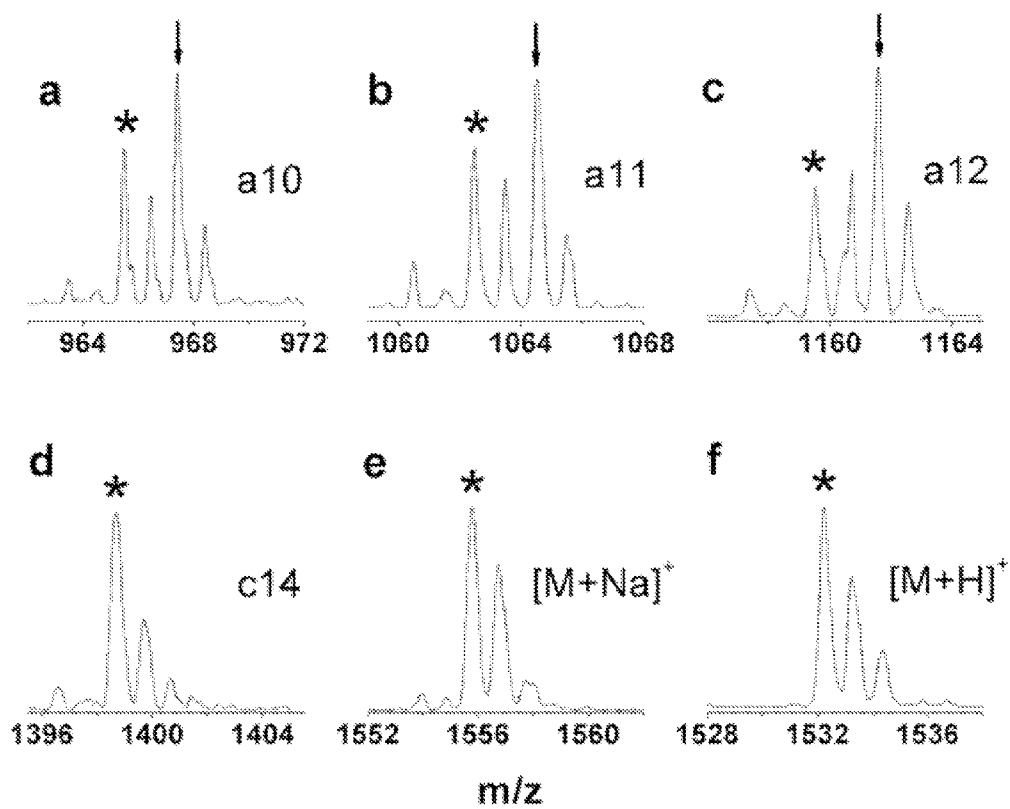 a
*
a10
964 968 972
b
*
a11
1060 1064 1068
c
*
a12
1160 1164
d
*
c14
1396 1400 1404
e
*
[M+Na]+
1552 1556 1560
f
*
[M+H]+
1528 1532 1536
m/z